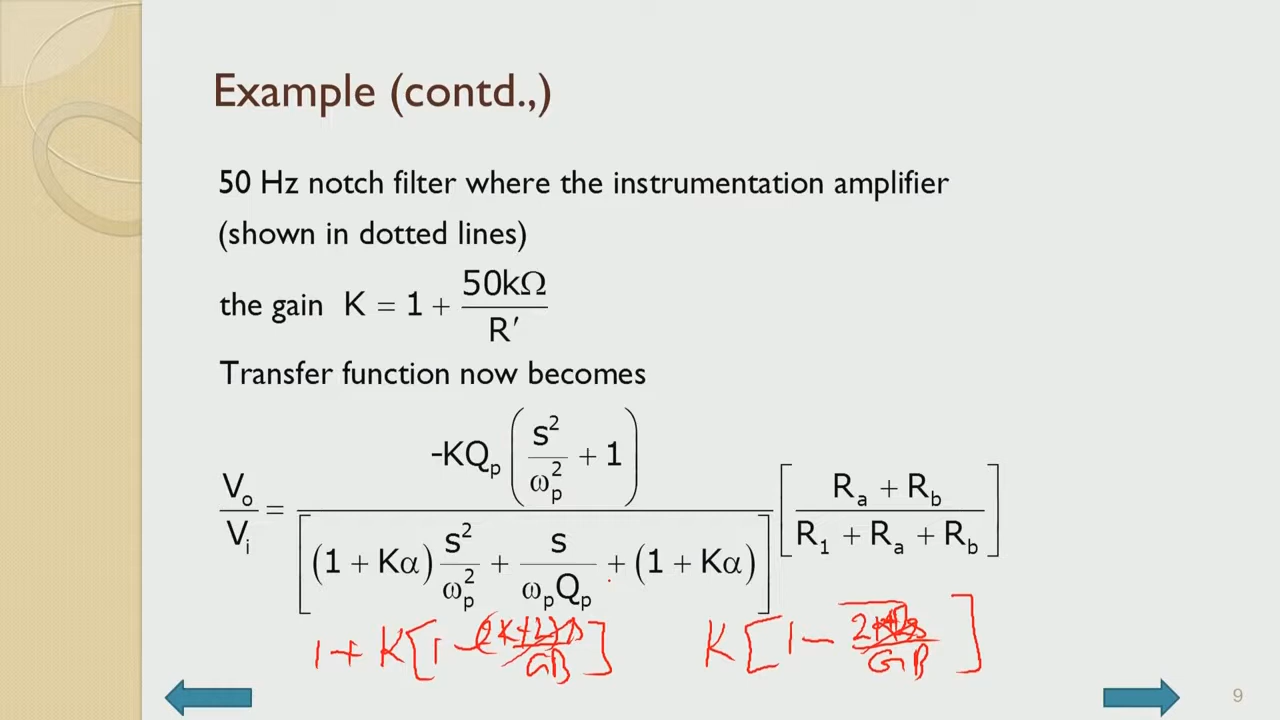 Example (contd.,)
50 Hz notch filter where the instrumentation amplifier
(shown in dotted lines)
the gain K = 1 + 50kΩ / R′
Transfer function now becomes
Vₒ/Vᵢ = -KQₚ(s²/ωₚ² + 1) / [(1 + Kα) s²/ωₚ² + s/(ωₚQₚ) + (1 + Kα)] [(Rₐ + R_b) / (R₁ + Rₐ + R_b)]
1 + K[1 - / GB] K[1 - / GB]
9